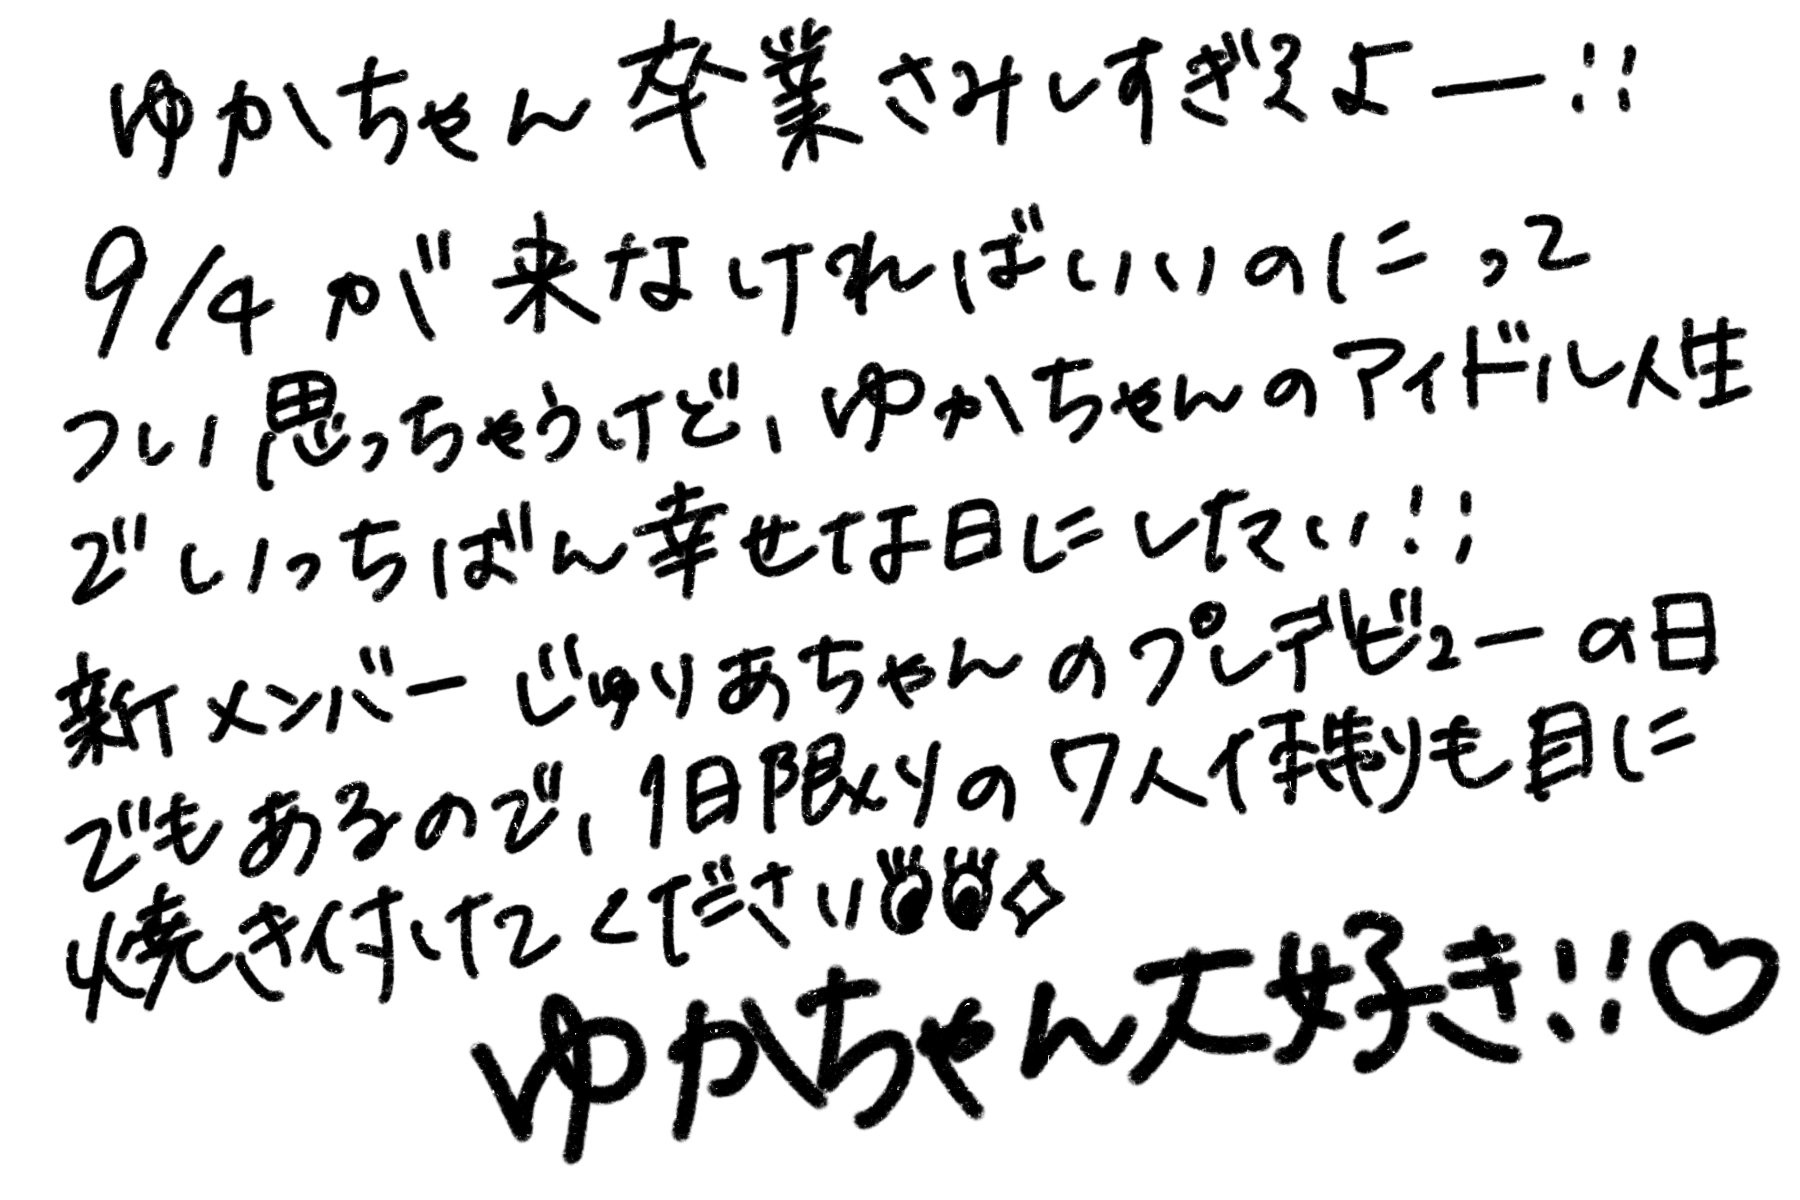 ゆかちゃん卒業さみしすぎるよー!!
9/4が来なければいいのにって
つい思っちゃうけど、ゆかちゃんのアイドル人生
でいっちばん幸せな日にしたい!!
新メンバーじゅりあちゃんのプレデビューの日
でもあるので、1日限りの7人体制も目に
焼き付けてください👁👁✧
ゆかちゃん大好き!!♡